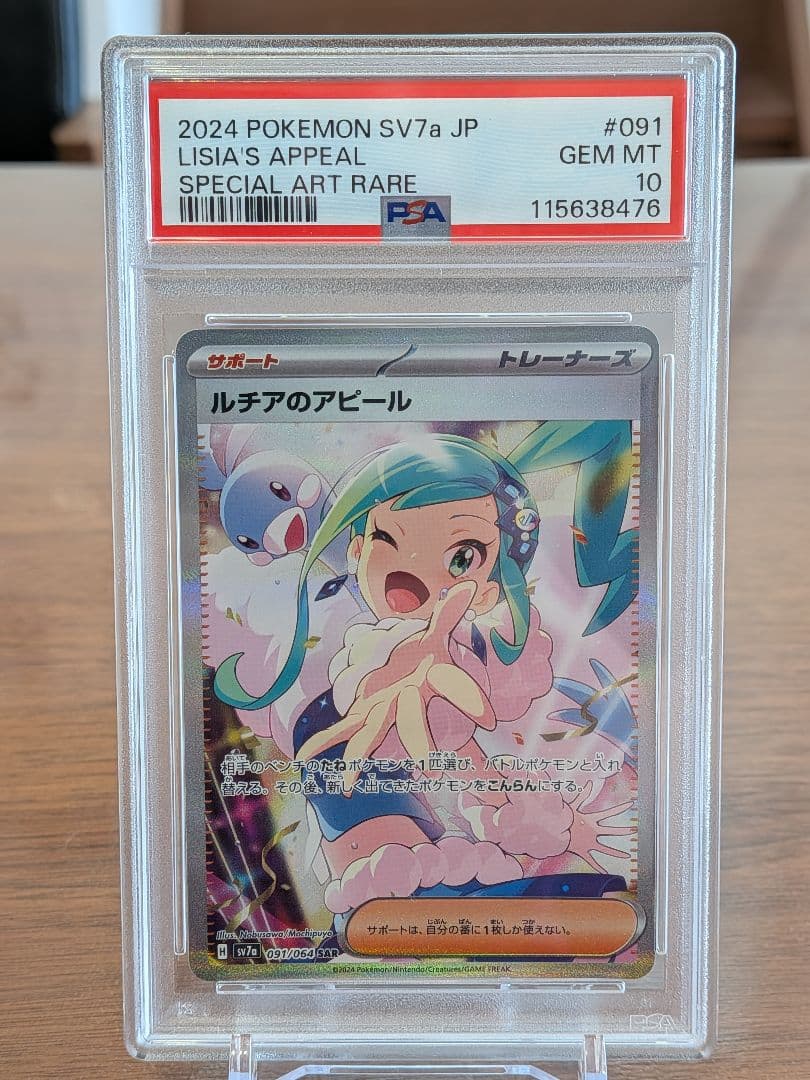 2024 POKEMON SV7a JP #091
LISIA'S APPEAL GEM MT
SPECIAL ART RARE 10
PSA 115638476
サポート トレーナーズ
ルチアのアピール
相手のベンチのたねポケモンを1匹選び、バトルポケモンと入れ
替える。その後、新しく出てきたポケモンをこんらんにする。
サポートは、自分の番に1枚しか使えない。
Illus. Nobusawa/Mochipuyo
H sv7a 091/064 SAR
©2024 Pokémon/Nintendo/Creatures/GAME FREAK.
PSA